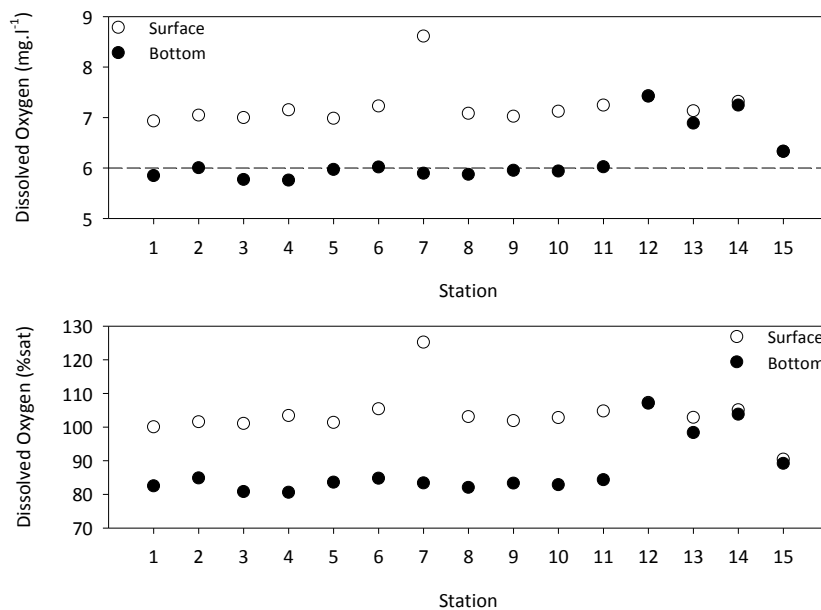 Dissolved Oxygen (mg.l-1)
9
8
7
6
5
Surface
Bottom
1 2 3 4 5 6 7 8 9 10 11 12 13 14 15
Station
Dissolved Oxygen (%sat)
130
120
110
100
90
80
70
Surface
Bottom
1 2 3 4 5 6 7 8 9 10 11 12 13 14 15
Station